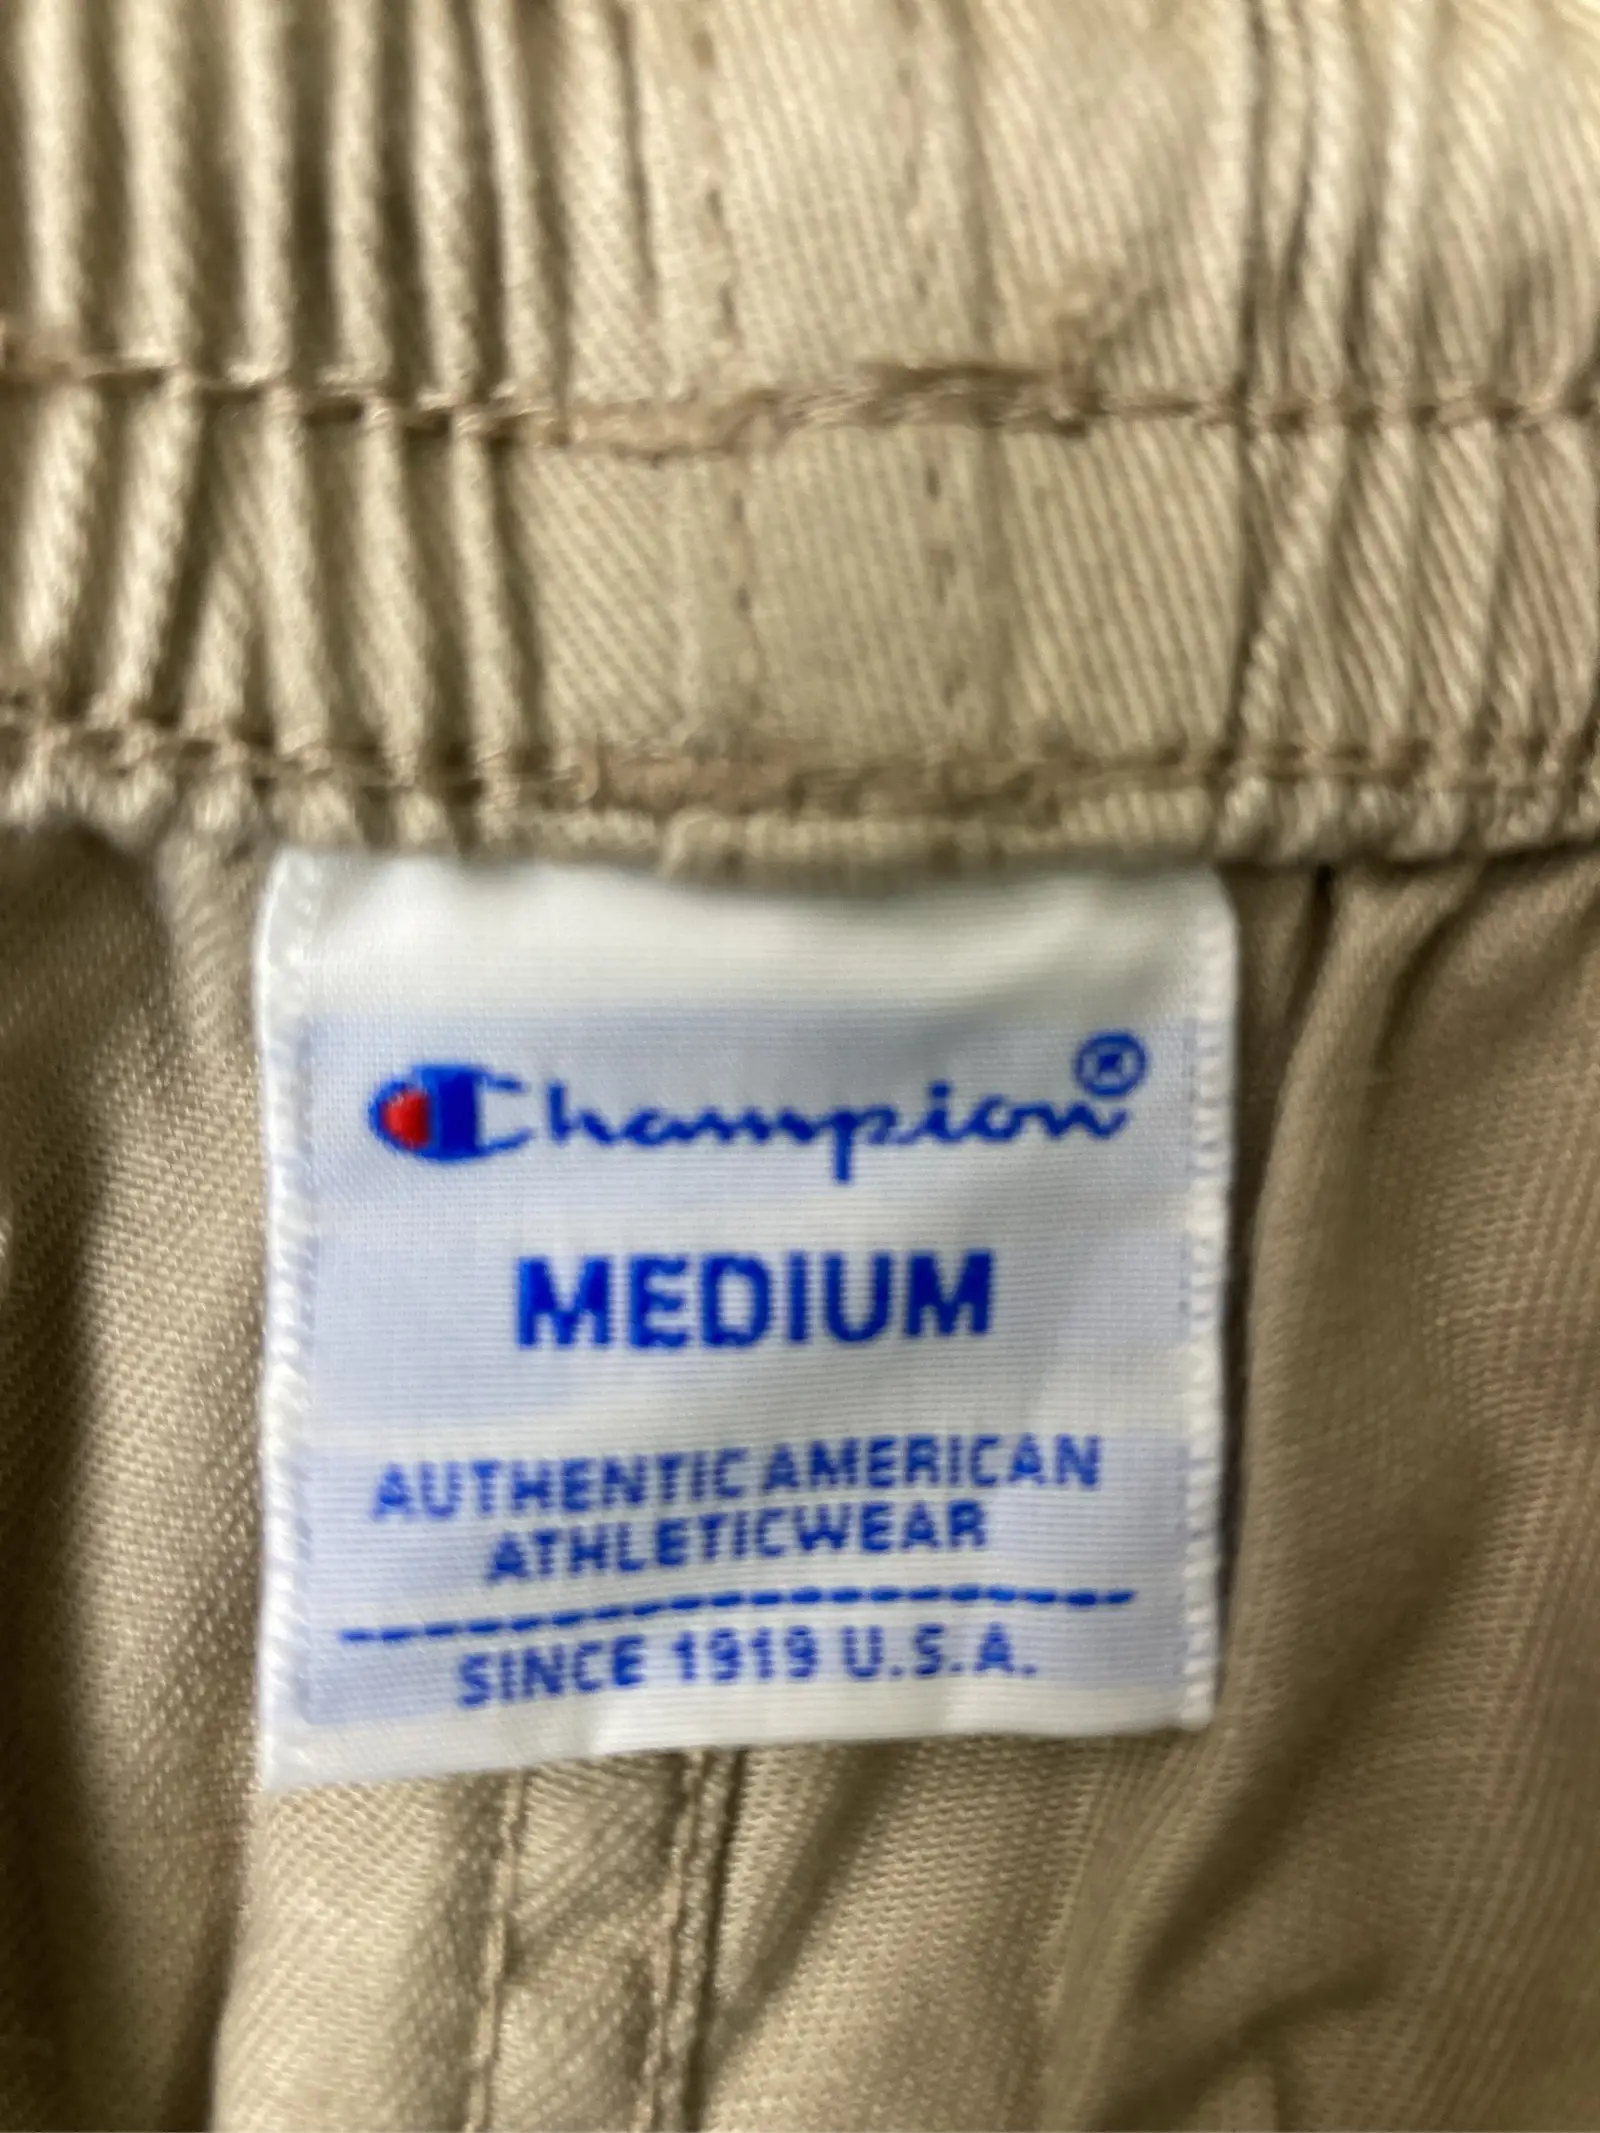 Champion®
MEDIUM
AUTHENTIC AMERICAN
ATHLETICWEAR
SINCE 1919 U.S.A.